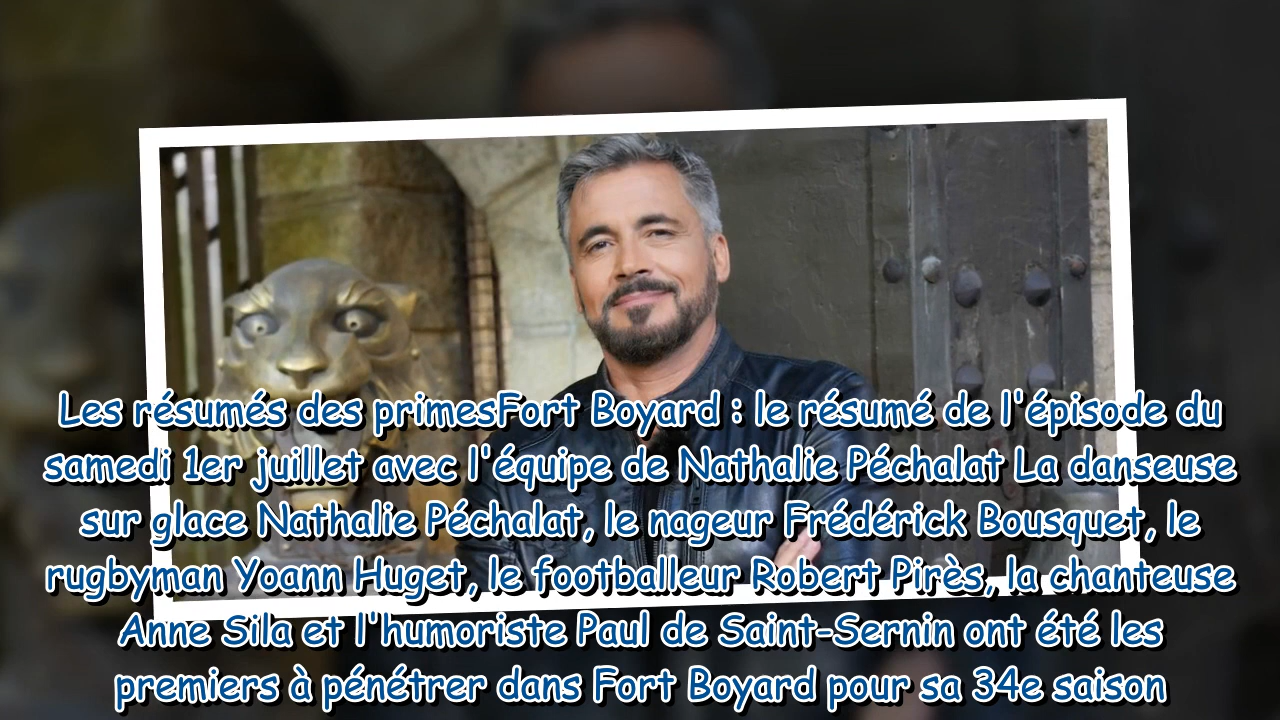 Les résumés des primesFort Boyard : le résumé de l'épisode du
samedi 1er juillet avec l'équipe de Nathalie Péchalat La danseuse
sur glace Nathalie Péchalat, le nageur Frédérick Bousquet, le
rugbyman Yoann Huget, le footballeur Robert Pirès, la chanteuse
Anne Sila et l'humoriste Paul de Saint-Sernin ont été les
premiers à pénétrer dans Fort Boyard pour sa 34e saison